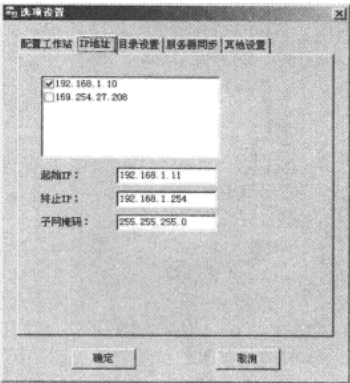 选项设置
配置工作站 IP地址 目录设置 服务器同步 其他设置
192.168.1.10
169.254.27.208
起始IP： 192.168.1.11
终止IP： 192.168.1.254
子网掩码： 255.255.255.0
确定 取消